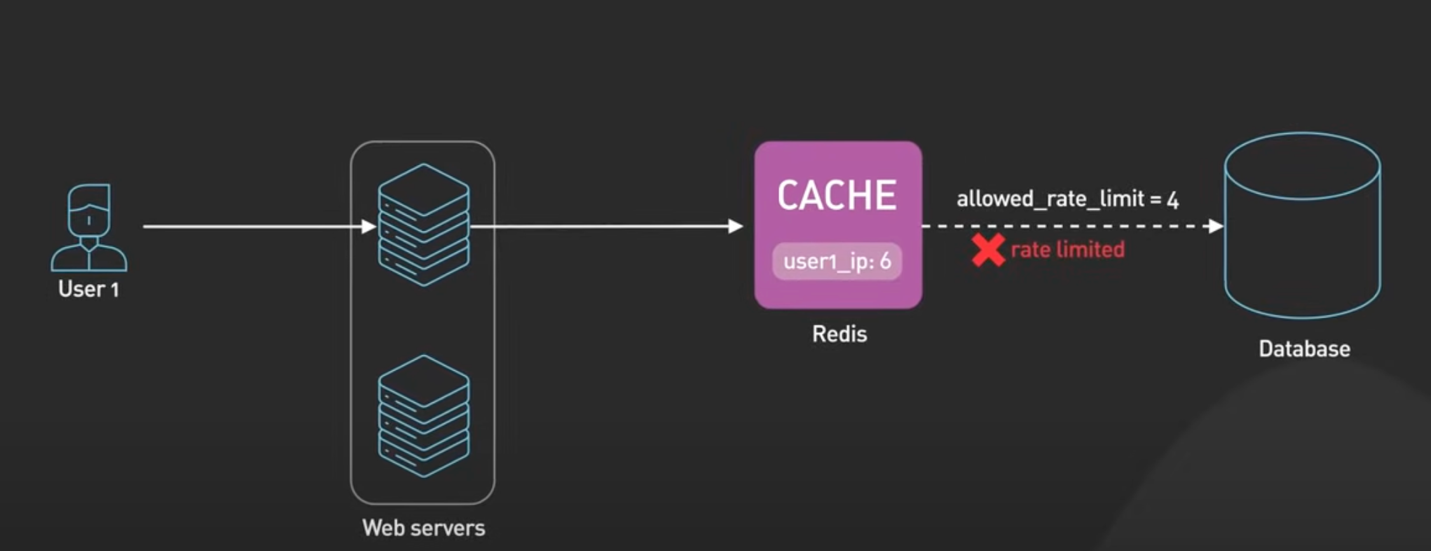 User 1
Web servers
CACHE
user1_ip: 6
Redis
allowed_rate_limit = 4
rate limited
Database